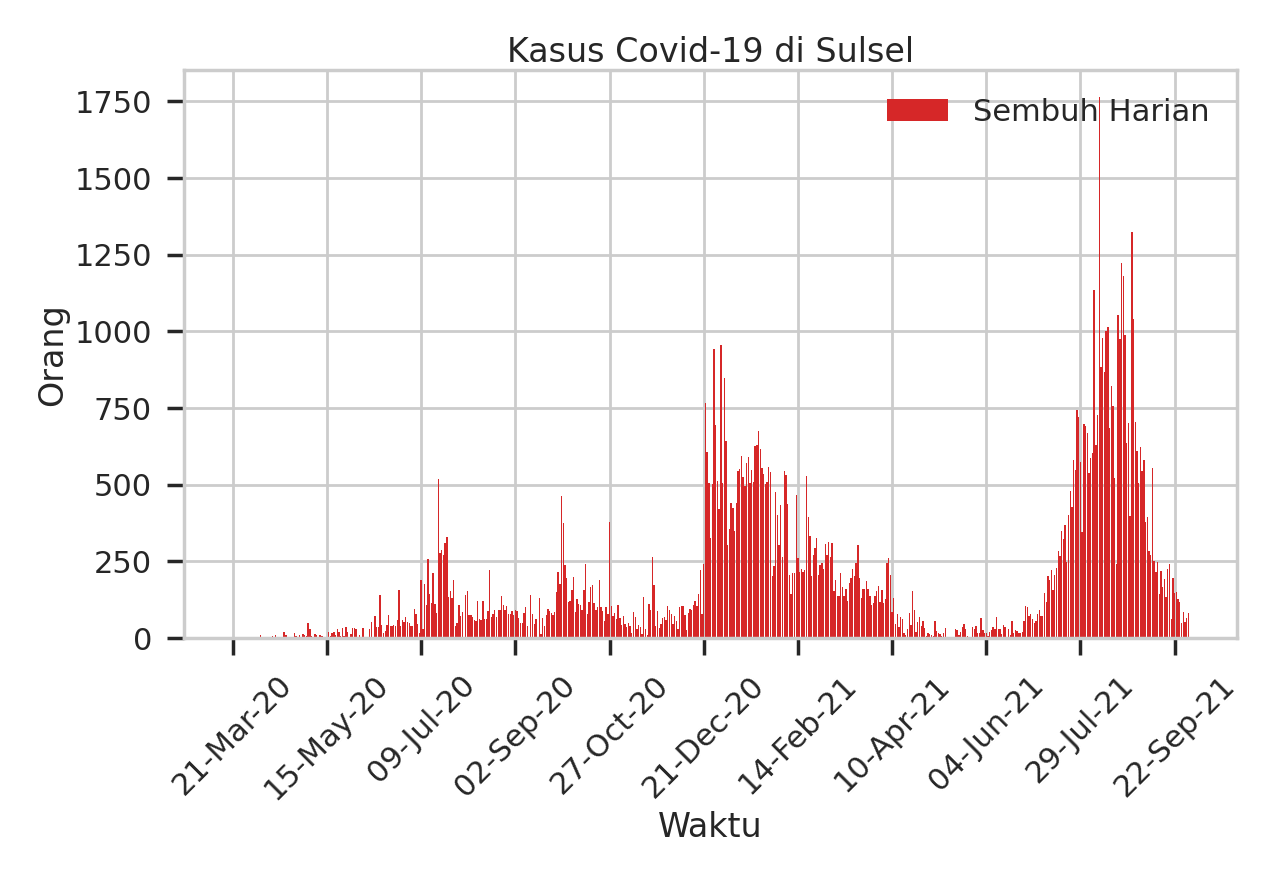 Kasus Covid-19 di Sulsel
Sembuh Harian
Orang
1750
1500
1250
1000
750
500
250
0
21-Mar-20
15-May-20
09-Jul-20
02-Sep-20
27-Oct-20
21-Dec-20
14-Feb-21
10-Apr-21
04-Jun-21
29-Jul-21
22-Sep-21
Waktu